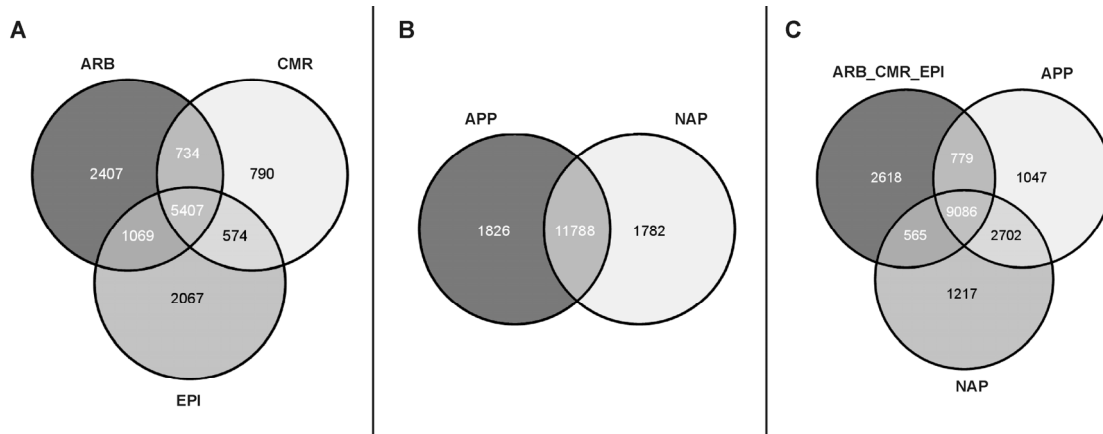 A
ARB
CMR
734
2407
790
5407
1069
574
2067
EPI
B
APP
NAP
1826
11788
1782
C
ARB_CMR_EPI
APP
779
2618
1047
9086
565
2702
1217
NAP